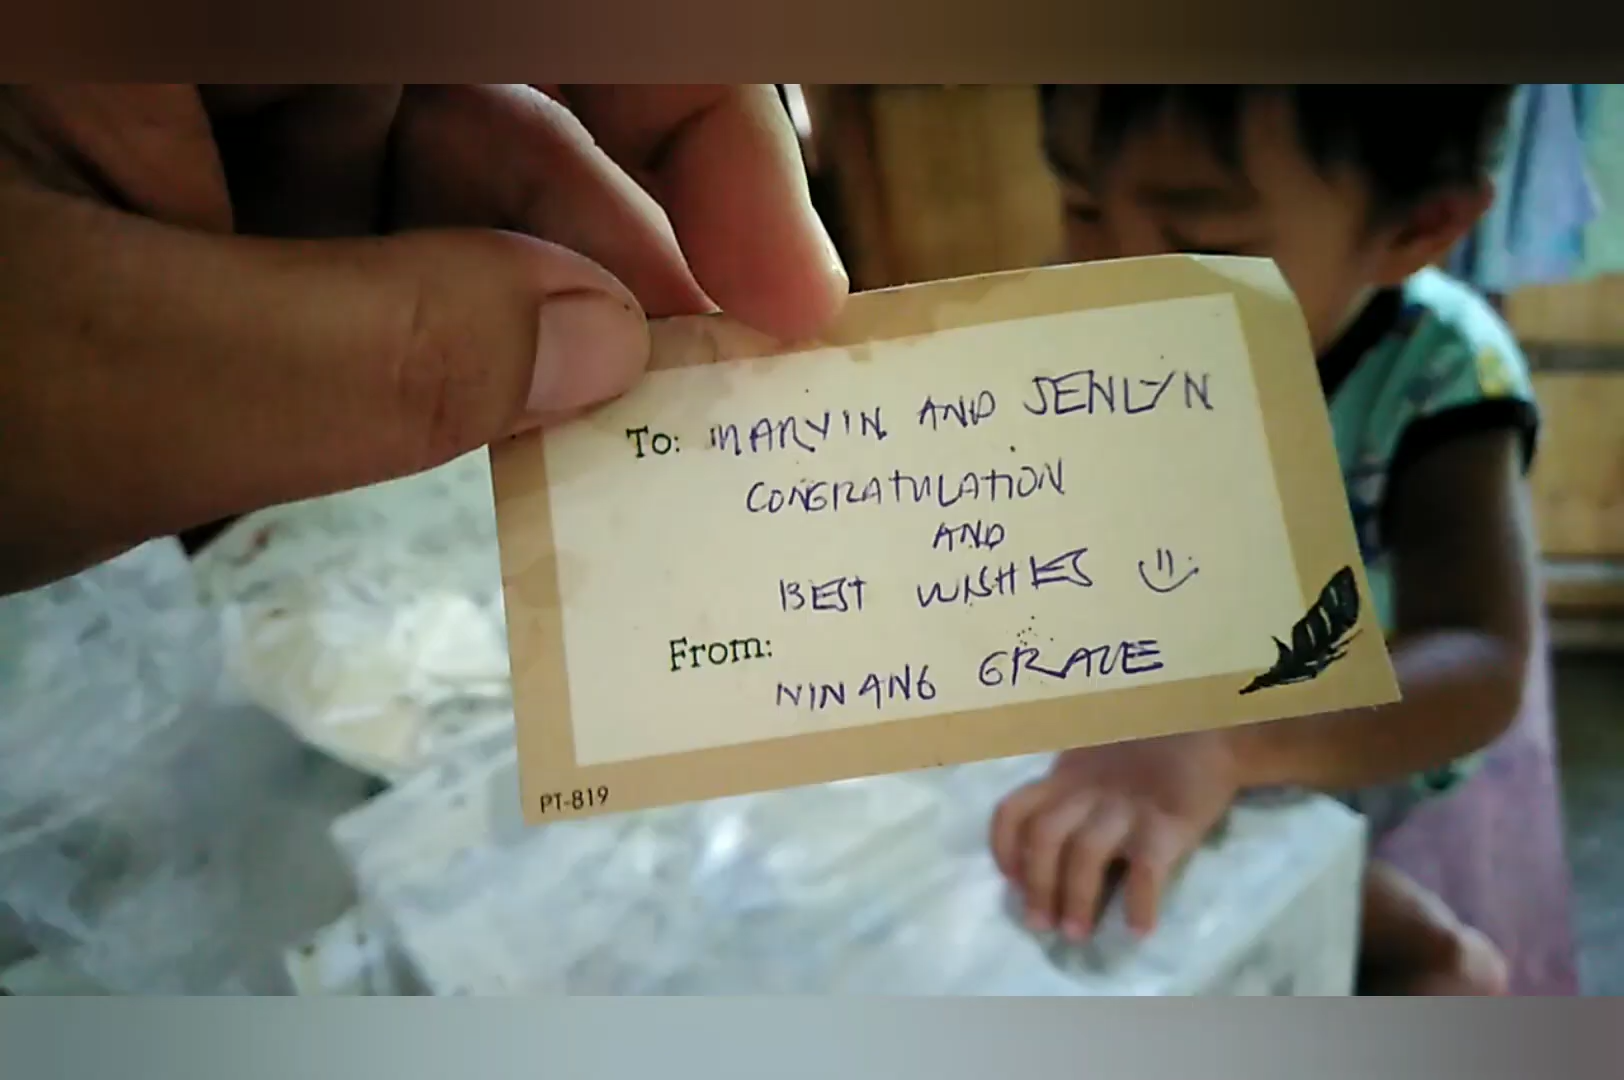 To: MARVIN AND JENLYN
CONGRATULATION
AND
BEST WISHES
From:
NINANG GRACE
PT-819